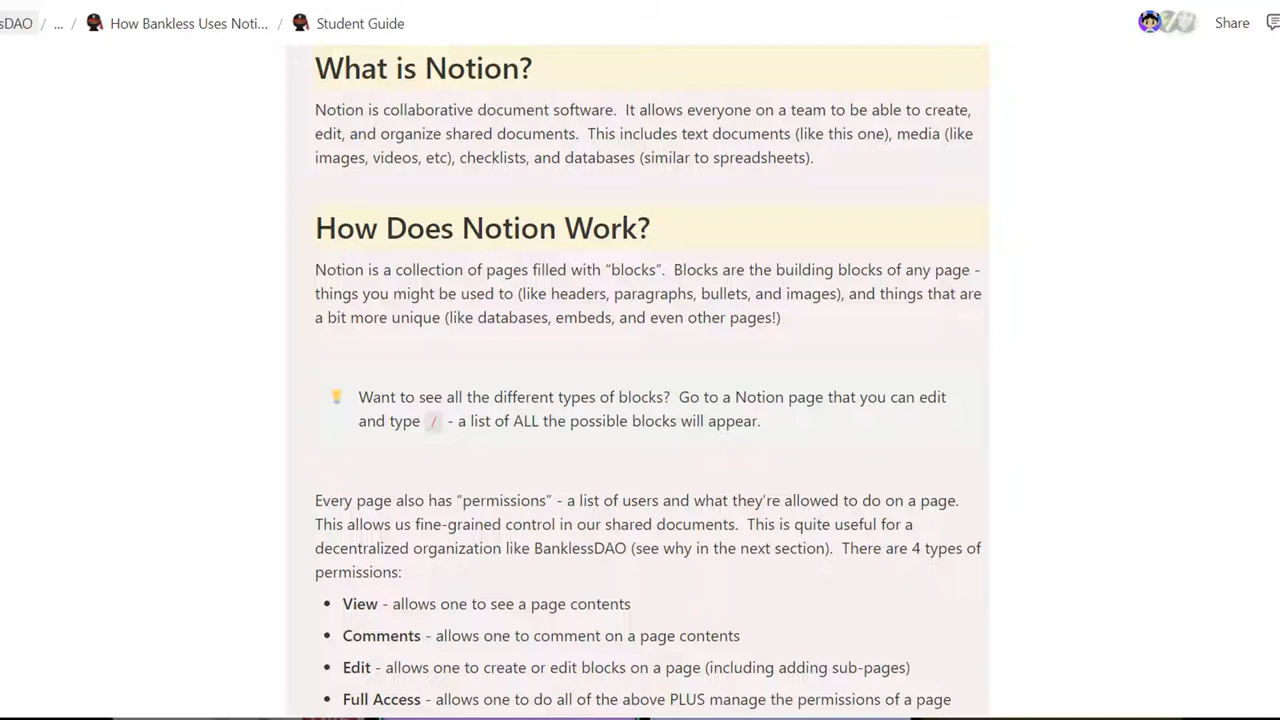 sDAO / ... / How Bankless Uses Noti... / Student Guide Share
What is Notion?
Notion is collaborative document software. It allows everyone on a team to be able to create,
edit, and organize shared documents. This includes text documents (like this one), media (like
images, videos, etc), checklists, and databases (similar to spreadsheets).
How Does Notion Work?
Notion is a collection of pages filled with “blocks”. Blocks are the building blocks of any page -
things you might be used to (like headers, paragraphs, bullets, and images), and things that are
a bit more unique (like databases, embeds, and even other pages!)
Want to see all the different types of blocks? Go to a Notion page that you can edit
and type / - a list of ALL the possible blocks will appear.
Every page also has “permissions” - a list of users and what they’re allowed to do on a page.
This allows us fine-grained control in our shared documents. This is quite useful for a
decentralized organization like BanklessDAO (see why in the next section). There are 4 types of
permissions:
• View - allows one to see a page contents
• Comments - allows one to comment on a page contents
• Edit - allows one to create or edit blocks on a page (including adding sub-pages)
• Full Access - allows one to do all of the above PLUS manage the permissions of a page